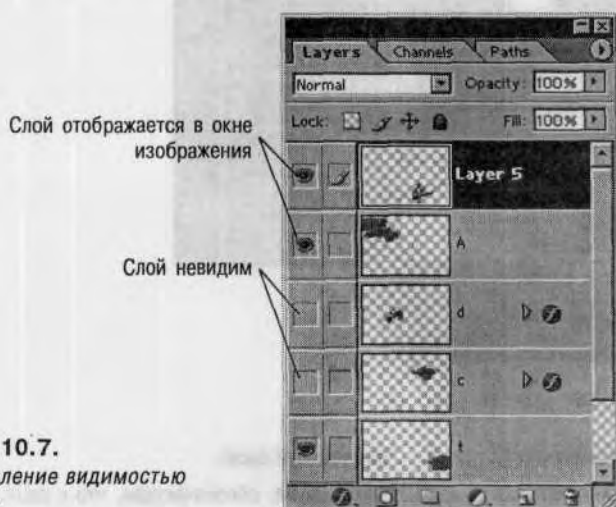 Layers Channels Paths
Normal Opacity: 100%
Lock: Fill: 100%
Слой отображается в окне
изображения
Layer 5
A
Слой невидим
d
c
t
10.7.
ление видимостью